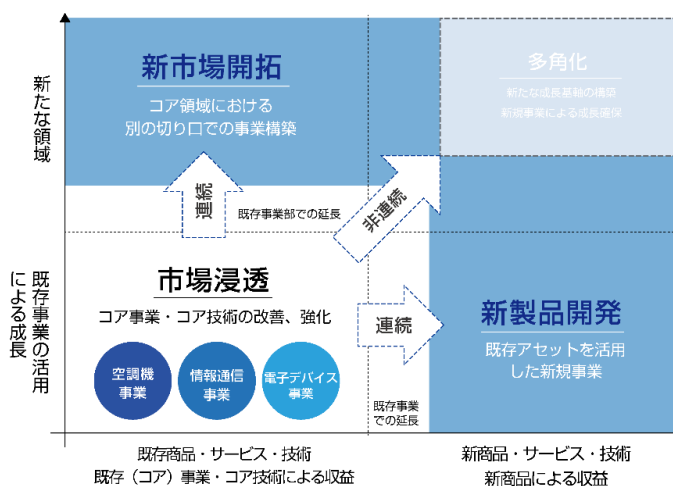 新たな領域
新市場開拓
コア領域における
別の切り口での事業構築
多角化
新たな成長基軸の構築
新規事業による成長確保
連続
既存事業部での延長
非連続
既存事業の活用
による成長
市場浸透
コア事業・コア技術の改善、強化
空調機
事業
情報通信
事業
電子デバイス
事業
連続
既存事業
での延長
新製品開発
既存アセットを活用
した新規事業
既存商品・サービス・技術
既存（コア）事業・コア技術による収益
新商品・サービス・技術
新商品による収益